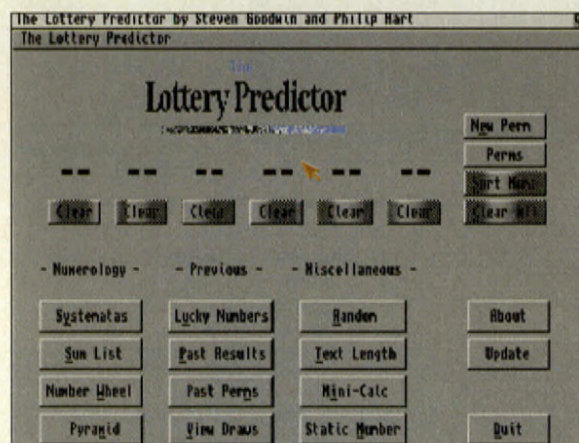 The Lottery Predictor by Steven Goodwin and Philip Hart
The Lottery Predictor
The
Lottery Predictor
New Perm
Perms
-- -- -- -- -- --
Sort Nums
Clear Clear Clear Clear Clear Clear Clear All
- Numerology - - Previous - - Miscellaneous -
Systematas Lucky Numbers Random About
Sum List Past Results Text Length Update
Number Wheel Past Perms Mini-Calc
Pyramid View Draws Static Number Quit